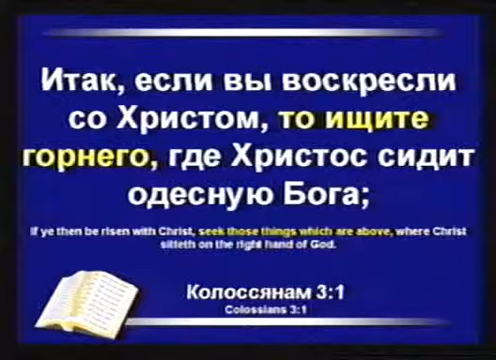 Итак, если вы воскресли
со Христом, то ищите
горнего, где Христос сидит
одесную Бога;
If ye then be risen with Christ, seek those things which are above, where Christ
sitteth on the right hand of God.
Колоссянам 3:1
Colossians 3:1